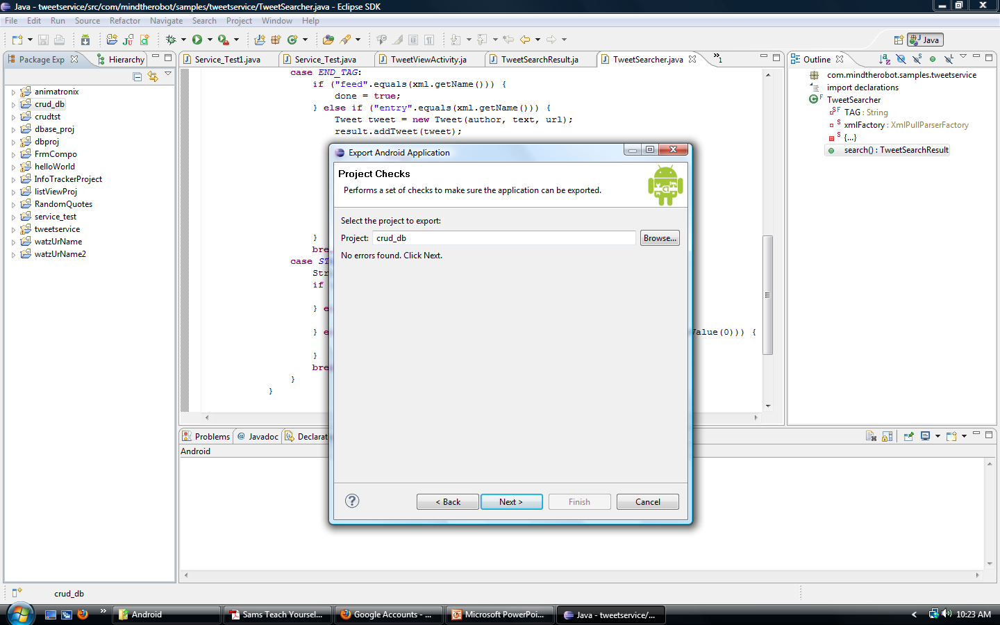 Java - tweetservice/src/com/mindtherobot/samples/tweetservice/TweetSearcher.java - Eclipse SDK
File Edit Run Source Refactor Navigate Search Project Window Help
Java
Package Exp
Hierarchy
animatronix
crud_db
crudtst
dbase_proj
dbproj
FrmCompo
helloWorld
InfoTrackerProject
listViewProj
RandomQuotes
service_test
tweetservice
watzUrName
watzUrName2
Service_Test1.java
Service_Test.java
TweetViewActivity.ja
TweetSearchResult.ja
TweetSearcher.java
»1
case END_TAG:
if ("feed".equals(xml.getName())) {
done = true;
} else if ("entry".equals(xml.getName())) {
Tweet tweet = new Tweet(author, text, url);
result.addTweet(tweet);
}
bre
case ST
Str
if
} e
} e
Value(0))) {
}
bre
}
}
Export Android Application
Project Checks
Performs a set of checks to make sure the application can be exported.
Select the project to export:
Project: crud_db Browse...
No errors found. Click Next.
? < Back Next > Finish Cancel
Outline
com.mindtherobot.samples.tweetservice
import declarations
TweetSearcher
TAG : String
xmlFactory : XmlPullParserFactory
{...}
search() : TweetSearchResult
Problems
@ Javadoc
Declarat
Android
crud_db
Android
Sams Teach Yoursel...
Google Accounts - ...
Microsoft PowerPoi...
Java - tweetservice/...
10:23 AM